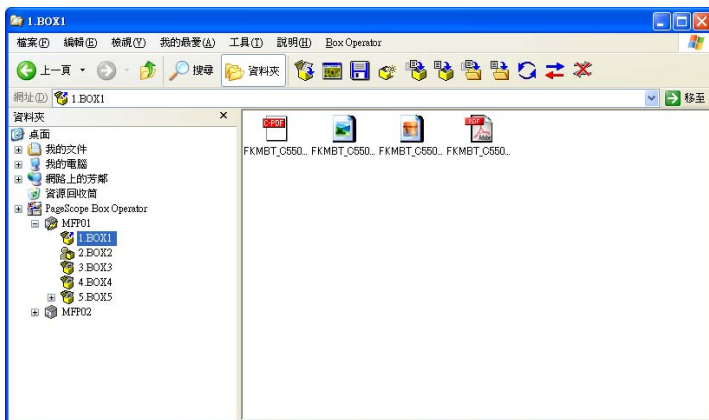 1.BOX1
檔案(F) 編輯(E) 檢視(V) 我的最愛(A) 工具(T) 說明(H) Box Operator
上一頁 搜尋 資料夾
網址(D) 1.BOX1 移至
資料夾 ×
桌面
我的文件
我的電腦
網路上的芳鄰
資源回收筒
PageScope Box Operator
MFP01
1.BOX1
2.BOX2
3.BOX3
4.BOX4
5.BOX5
MFP02
C-PDF PDF Adobe
FKMBT_C550... FKMBT_C550... FKMBT_C550... FKMBT_C550...